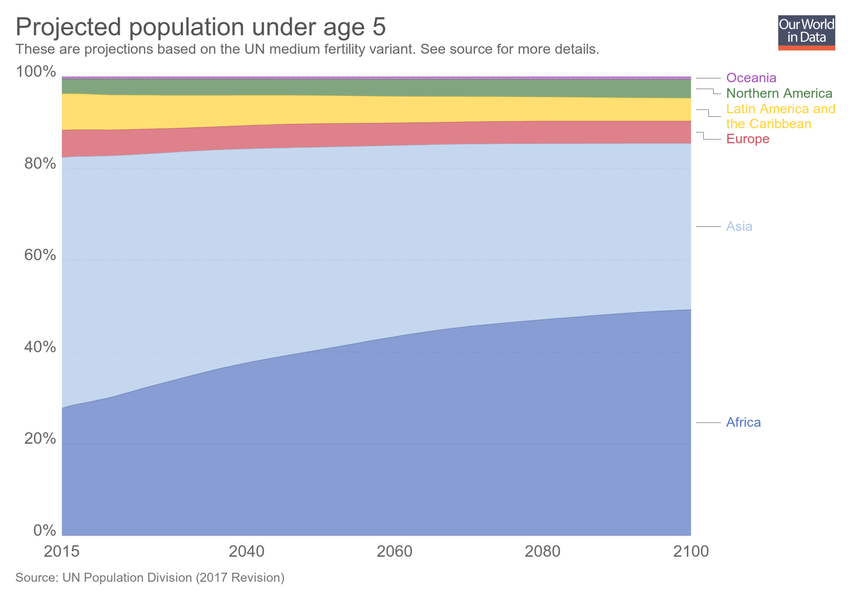 Projected population under age 5
These are projections based on the UN medium fertility variant. See source for more details.
Our World
in Data
100%
80%
60%
40%
20%
0%
2015
2040
2060
2080
2100
Oceania
Northern America
Latin America and
the Caribbean
Europe
Asia
Africa
Source: UN Population Division (2017 Revision)